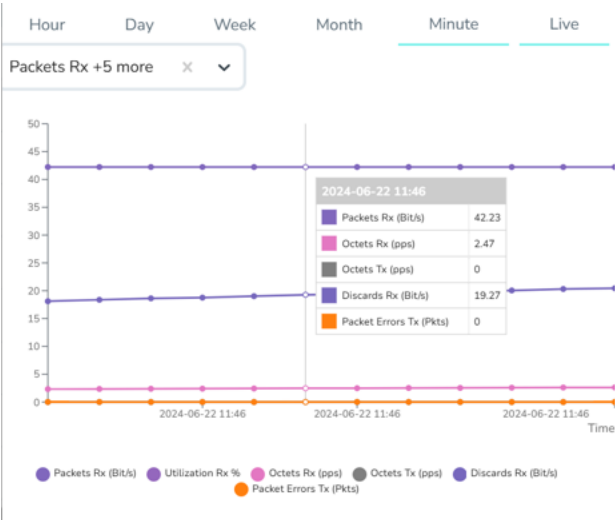 Hour Day Week Month Minute Live
Packets Rx +5 more
50
45
40
35
30
25
20
15
10
5
0
2024-06-22 11:46
Packets Rx (Bit/s) 42.23
Octets Rx (pps) 2.47
Octets Tx (pps) 0
Discards Rx (Bit/s) 19.27
Packet Errors Tx (Pkts) 0
2024-06-22 11:46 2024-06-22 11:46 2024-06-22 11:46
Time
Packets Rx (Bit/s) Utilization Rx % Octets Rx (pps) Octets Tx (pps) Discards Rx (Bit/s)
Packet Errors Tx (Pkts)